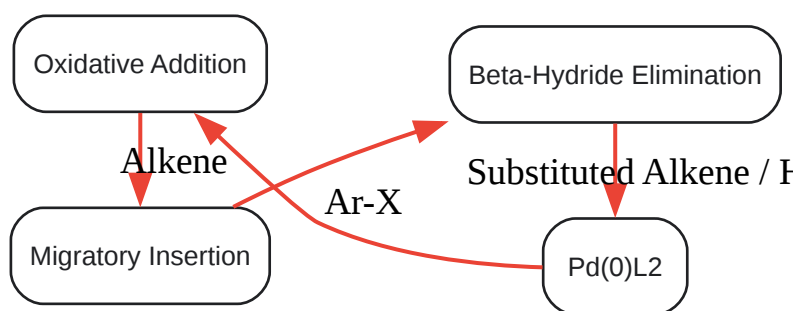 Oxidative Addition
Beta-Hydride Elimination
Alkene
Substituted Alkene / H
Ar-X
Migratory Insertion
Pd(0)L2